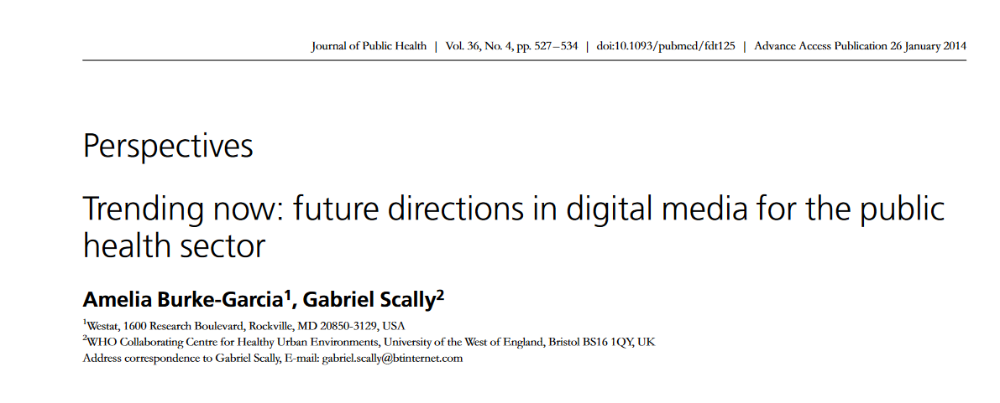 Journal of Public Health | Vol. 36, No. 4, pp. 527–534 | doi:10.1093/pubmed/fdt125 | Advance Access Publication 26 January 2014
Perspectives
Trending now: future directions in digital media for the public
health sector
Amelia Burke-Garcia1, Gabriel Scally2
1Westat, 1600 Research Boulevard, Rockville, MD 20850-3129, USA
2WHO Collaborating Centre for Healthy Urban Environments, University of the West of England, Bristol BS16 1QY, UK
Address correspondence to Gabriel Scally, E-mail: gabriel.scally@btinternet.com